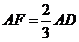 AF = 2/3 AD